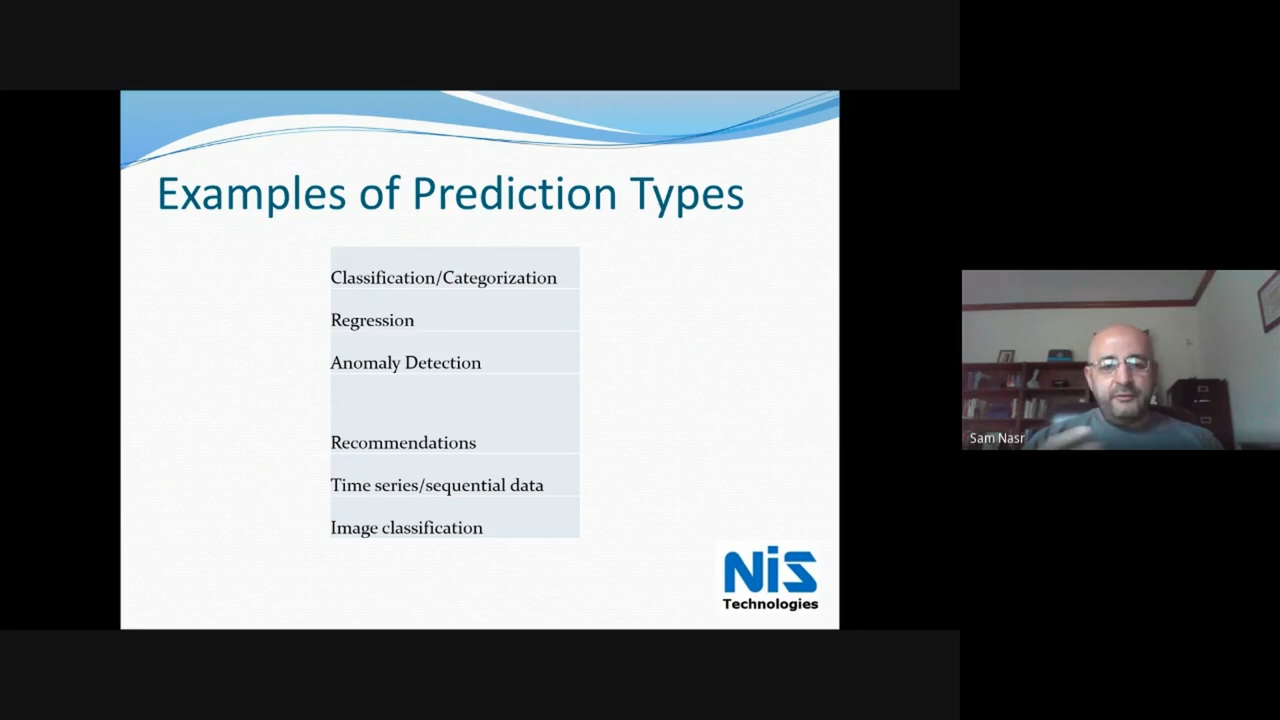 Examples of Prediction Types
Classification/Categorization
Regression
Anomaly Detection
Recommendations
Time series/sequential data
Image classification
NiS
Technologies
Sam Nasr